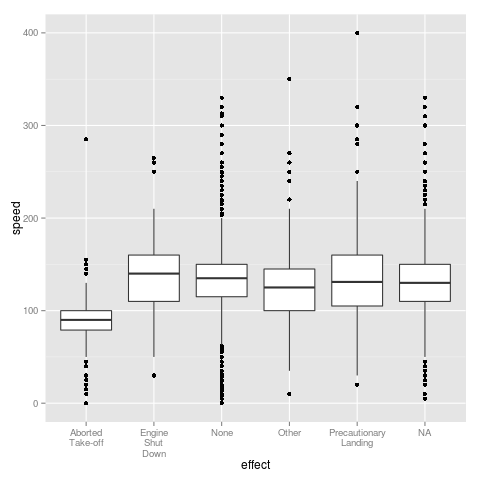 400
300
200
100
0
speed
Aborted
Take-off
Engine
Shut
Down
None
Other
Precautionary
Landing
NA
effect